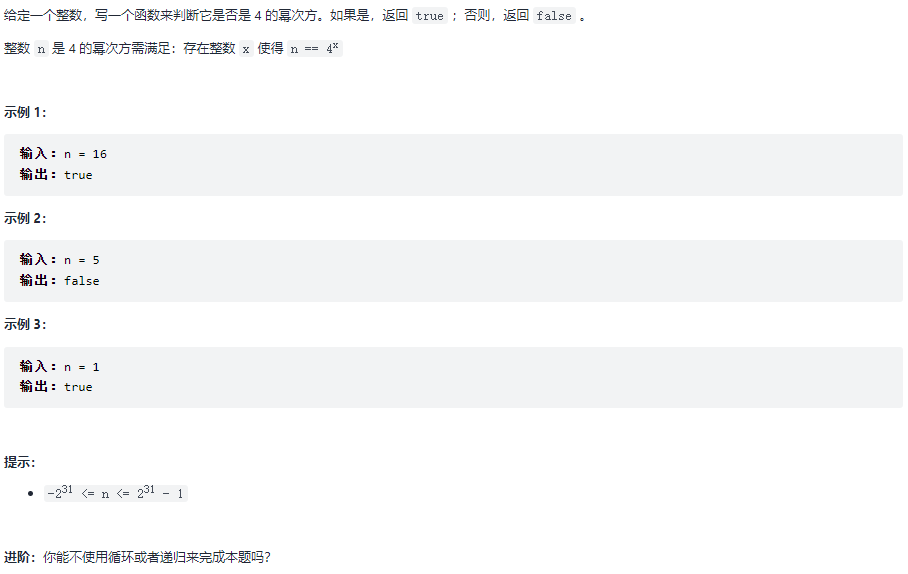 给定一个整数，写一个函数来判断它是否是 4 的幂次方。如果是，返回 true ；否则，返回 false 。
整数 n 是 4 的幂次方需满足：存在整数 x 使得 n == 4ˣ
示例 1：
输入：n = 16
输出：true
示例 2：
输入：n = 5
输出：false
示例 3：
输入：n = 1
输出：true
提示：
• -2³¹ <= n <= 2³¹ - 1
进阶：你能不使用循环或者递归来完成本题吗？